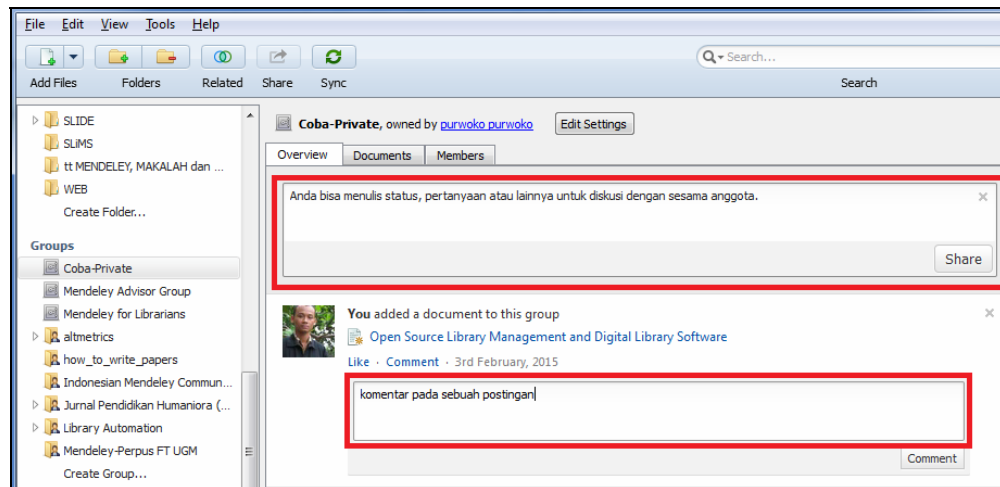 File Edit View Tools Help
Add Files Folders Related Share Sync
Search...
Search
SLIDE
SLiMS
tt MENDELEY, MAKALAH dan ...
WEB
Create Folder...
Groups
Coba-Private
Mendeley Advisor Group
Mendeley for Librarians
altmetrics
how_to_write_papers
Indonesian Mendeley Commun...
Jurnal Pendidikan Humaniora (...
Library Automation
Mendeley-Perpus FT UGM
Create Group...
Coba-Private, owned by purwoko purwoko Edit Settings
Overview Documents Members
Anda bisa menulis status, pertanyaan atau lainnya untuk diskusi dengan sesama anggota.
Share
You added a document to this group
Open Source Library Management and Digital Library Software
Like · Comment · 3rd February, 2015
komentar pada sebuah postingan
Comment